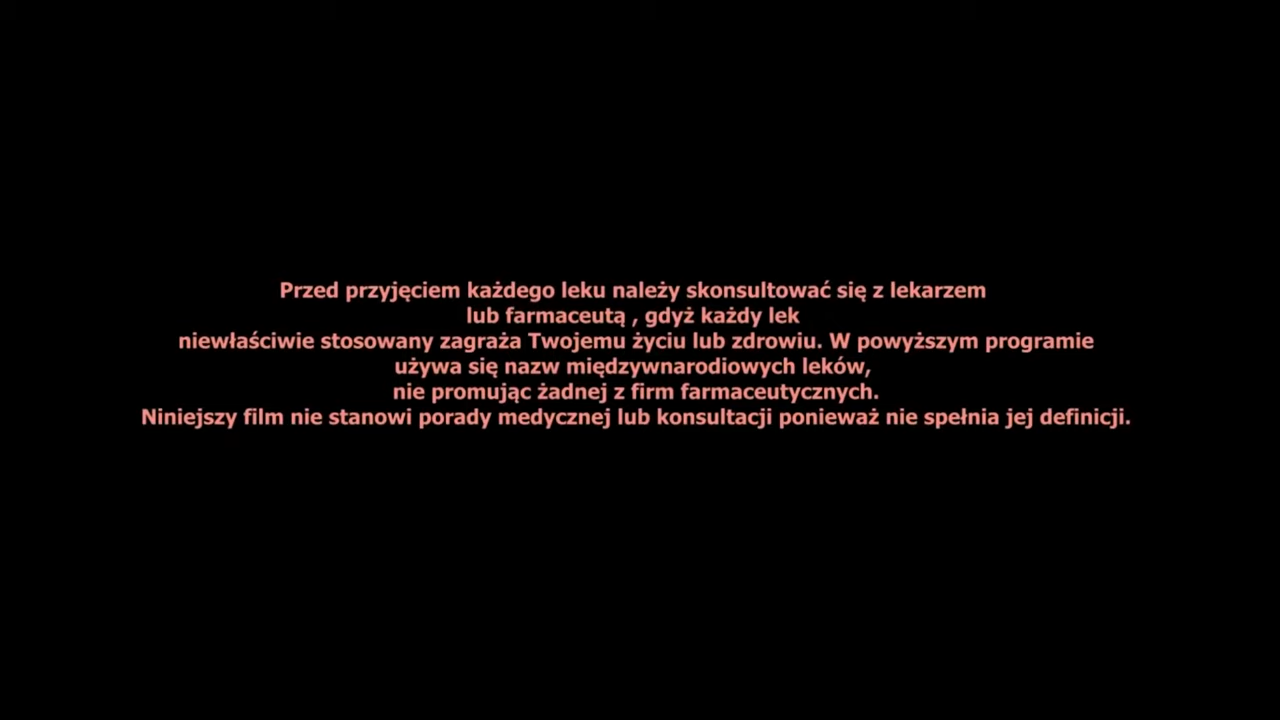 Przed przyjęciem każdego leku należy skonsultować się z lekarzem
lub farmaceutą , gdyż każdy lek
niewłaściwie stosowany zagraża Twojemu życiu lub zdrowiu. W powyższym programie
używa się nazw międzywnarodiowych leków,
nie promując żadnej z firm farmaceutycznych.
Niniejszy film nie stanowi porady medycznej lub konsultacji ponieważ nie spełnia jej definicji.